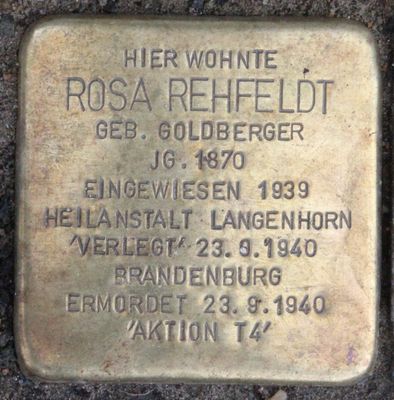 HIER WOHNTE
ROSA REHFELDT
GEB. GOLDBERGER
JG. 1870
EINGEWIESEN 1939
HEILANSTALT LANGENHORN
'VERLEGT' 23.9.1940
BRANDENBURG
ERMORDET 23.9.1940
'AKTION T4'